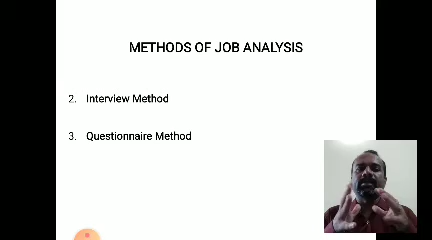 METHODS OF JOB ANALYSIS
2. Interview Method
3. Questionnaire Method